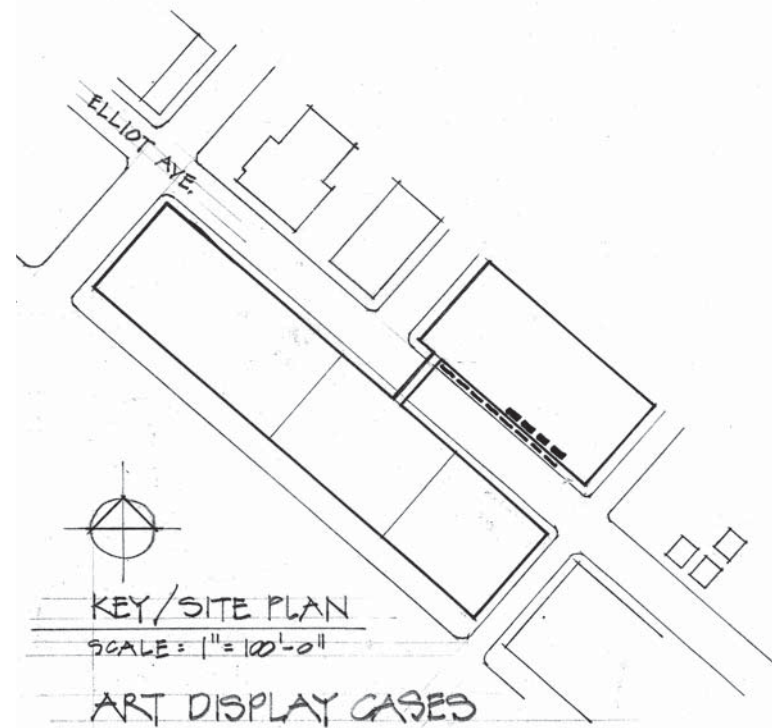 ELLIOT AVE,
KEY/SITE PLAN
SCALE: 1"=100'-0"
ART DISPLAY CASES